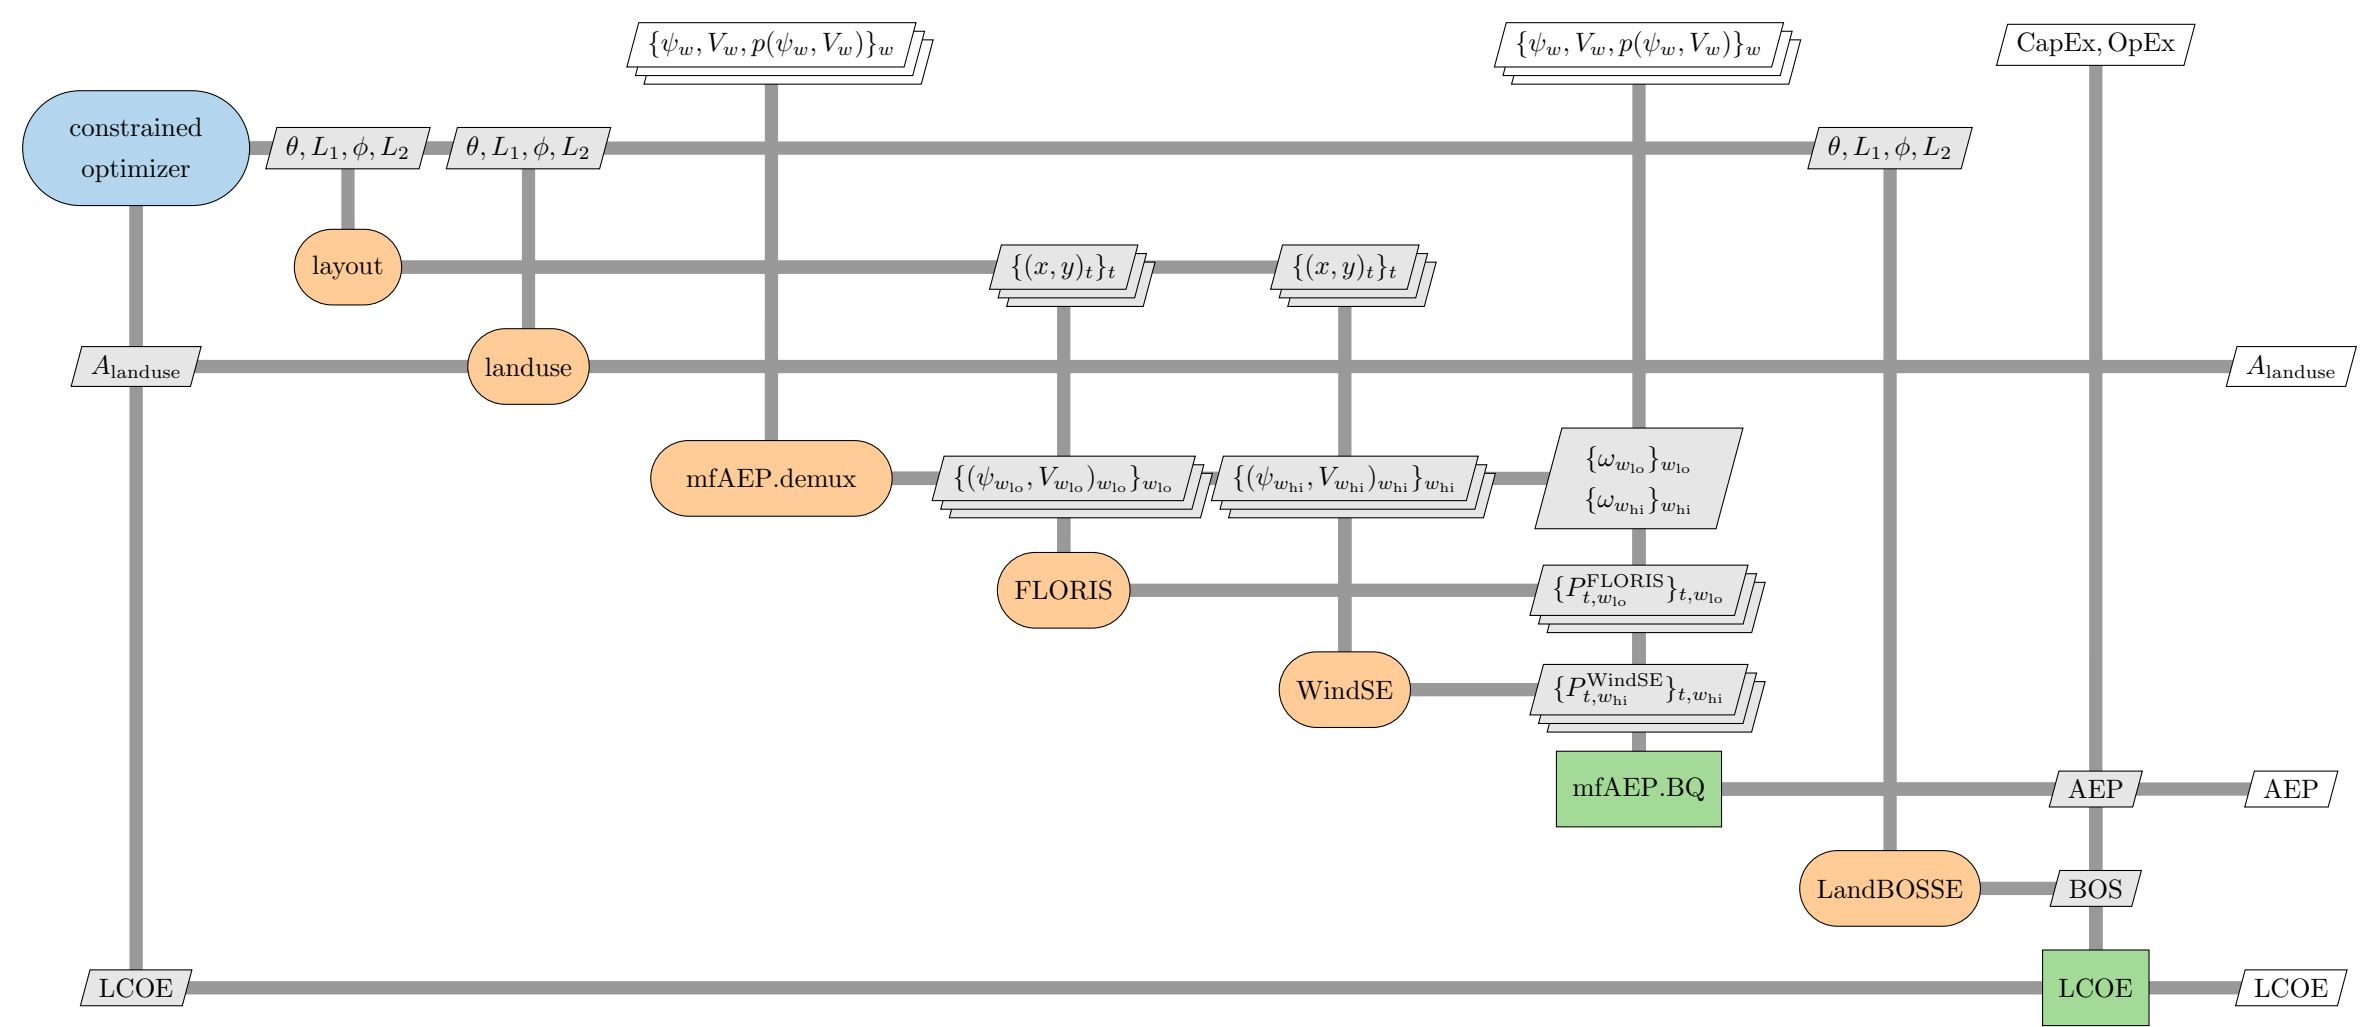 {ψ_w, V_w, p(ψ_w, V_w)}_w
{ψ_w, V_w, p(ψ_w, V_w)}_w
CapEx, OpEx
constrained
optimizer
θ, L_1, ϕ, L_2
θ, L_1, ϕ, L_2
θ, L_1, ϕ, L_2
layout
{(x, y)_t}_t
{(x, y)_t}_t
A_landuse
landuse
A_landuse
mfAEP.demux
{(ψ_{w_lo}, V_{w_lo})_{w_lo}}_{w_lo}
{(ψ_{w_hi}, V_{w_hi})_{w_hi}}_{w_hi}
{ω_{w_lo}}_{w_lo}
{ω_{w_hi}}_{w_hi}
FLORIS
{P^FLORIS_{t,w_lo}}_{t,w_lo}
WindSE
{P^WindSE_{t,w_hi}}_{t,w_hi}
mfAEP.BQ
AEP
AEP
LandBOSSE
BOS
LCOE
LCOE
LCOE